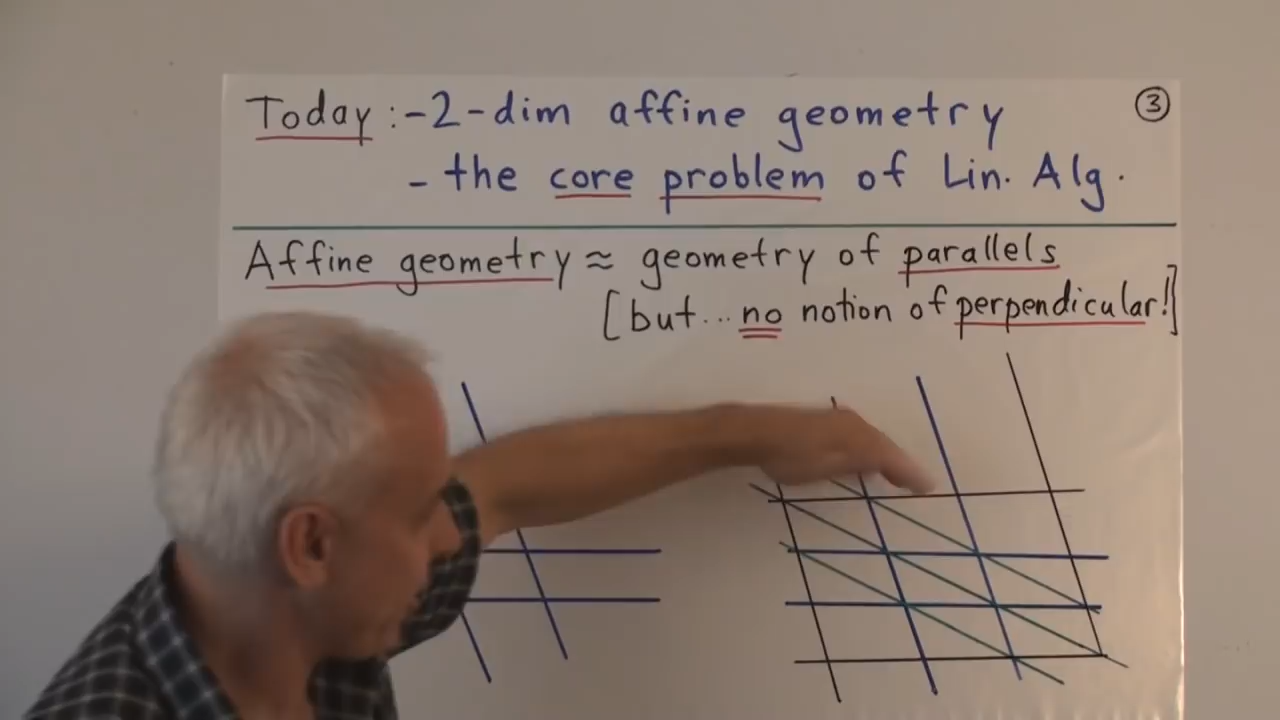 Today :- 2-dim affine geometry ③
- the core problem of Lin. Alg.
Affine geometry ≈ geometry of parallels
[but... no notion of perpendicular!]